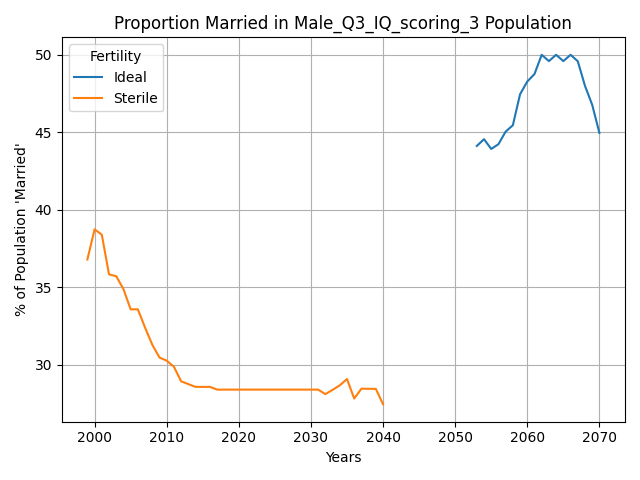 Proportion Married in Male_Q3_IQ_scoring_3 Population
Fertility
Ideal
Sterile
% of Population 'Married'
50
45
40
35
30
2000 2010 2020 2030 2040 2050 2060 2070
Years